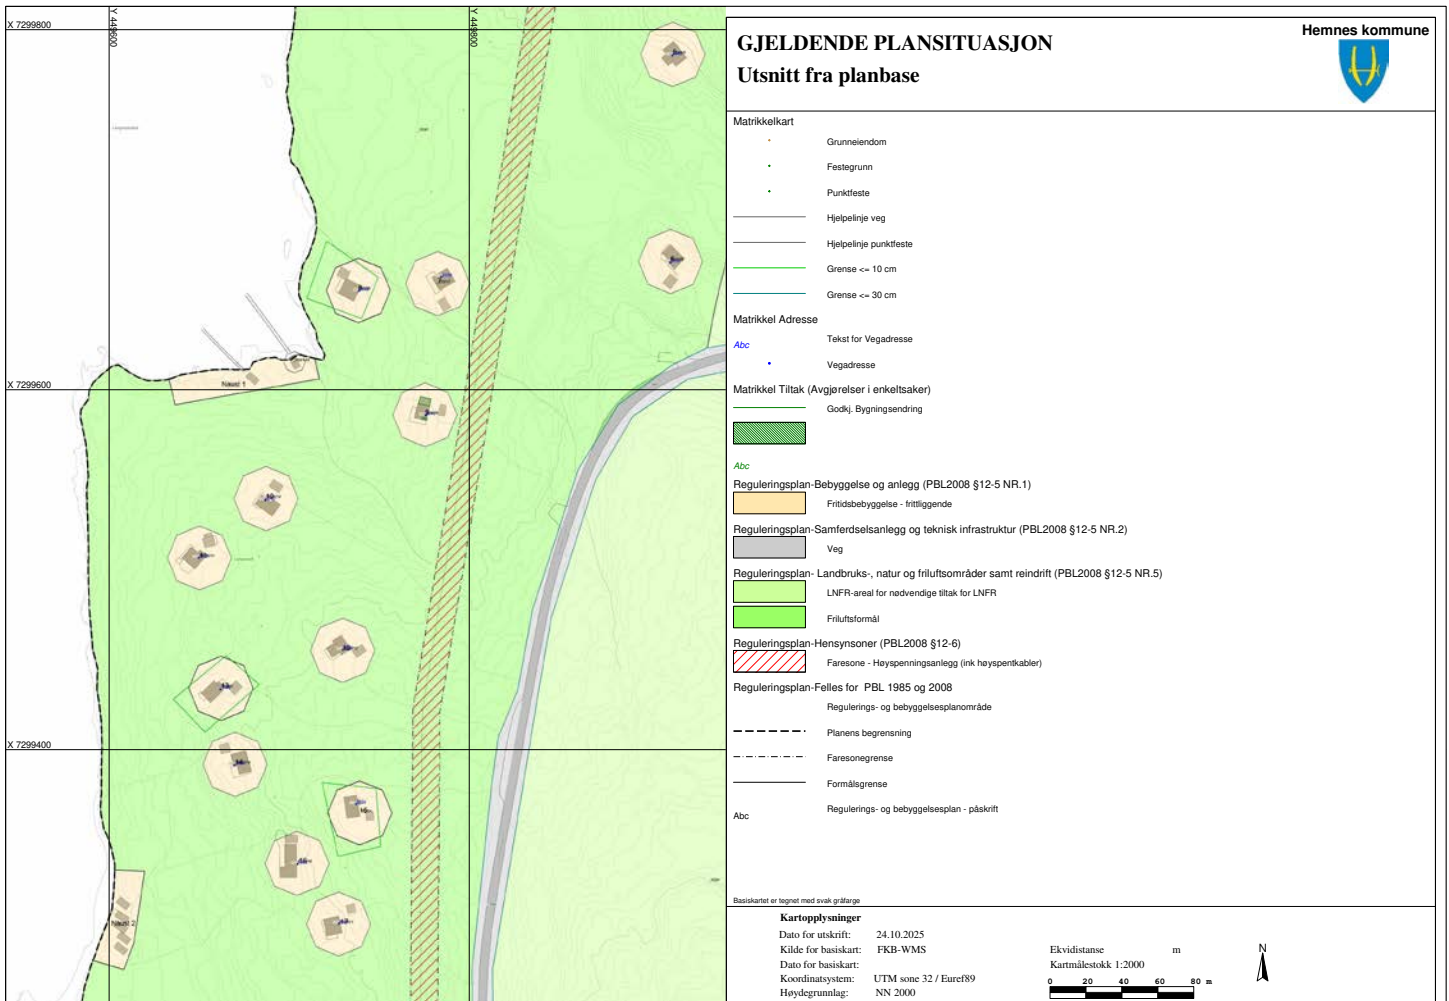 X 7299800
Y 449600
Y 449800
X 7299600
Naust 1
X 7299400
Naust 2
GJELDENDE PLANSITUASJON
Utsnitt fra planbase
Hemnes kommune
Matrikkelkart
Grunneiendom
Festegrunn
Punktfeste
Hjelpelinje veg
Hjelpelinje punktfeste
Grense <= 10 cm
Grense <= 30 cm
Matrikkel Adresse
Abc Tekst for Vegadresse
Vegadresse
Matrikkel Tiltak (Avgjørelser i enkeltsaker)
Godkj. Bygningsendring
Abc
Reguleringsplan-Bebyggelse og anlegg (PBL2008 §12-5 NR.1)
Fritidsbebyggelse - frittliggende
Reguleringsplan-Samferdselsanlegg og teknisk infrastruktur (PBL2008 §12-5 NR.2)
Veg
Reguleringsplan- Landbruks-, natur og friluftsområder samt reindrift (PBL2008 §12-5 NR.5)
LNFR-areal for nødvendige tiltak for LNFR
Friluftsformål
Reguleringsplan-Hensynsoner (PBL2008 §12-6)
Faresone - Høyspenningsanlegg (ink høyspentkabler)
Reguleringsplan-Felles for PBL 1985 og 2008
Regulerings- og bebyggelsesplanområde
Planens begrensning
Faresonegrense
Formålsgrense
Abc Regulerings- og bebyggelsesplan - påskrift
Basiskartet er tegnet med svak gråfarge
Kartopplysninger
Dato for utskrift: 24.10.2025
Kilde for basiskart: FKB-WMS
Dato for basiskart:
Koordinatsystem: UTM sone 32 / Euref89
Høydegrunnlag: NN 2000
Ekvidistanse m
Kartmålestokk 1:2000
0 20 40 60 80 m
N